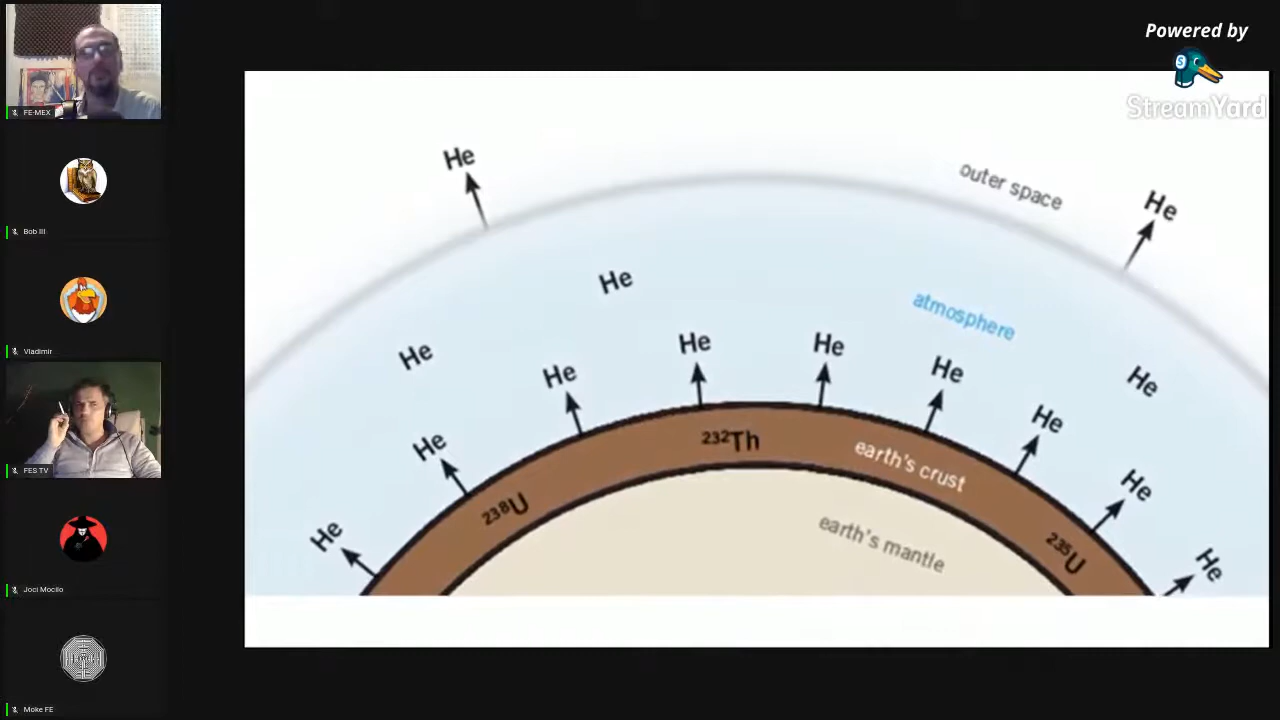 Powered by
StreamYard
FE-MEX
Bob III
Vladimir
FES TV
Joci Mocilo
Moke FE
He
outer space
He
He
atmosphere
He
He
He
He
He
He
He
He
He
He
He
²³²Th
earth's crust
²³⁸U
²³⁵U
earth's mantle